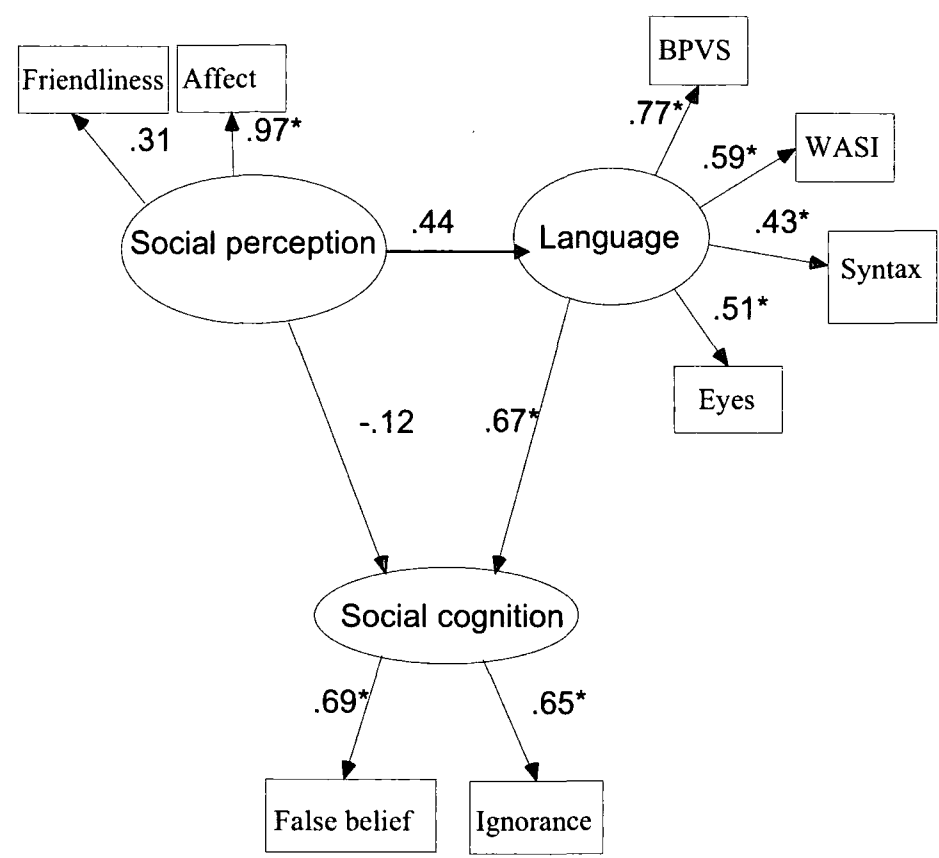 BPVS
Friendliness
Affect
.77*
.31
.97*
.59*
WASI
.44
.43*
Social perception
Language
Syntax
.51*
Eyes
-.12
.67*
Social cognition
.69*
.65*
False belief
Ignorance